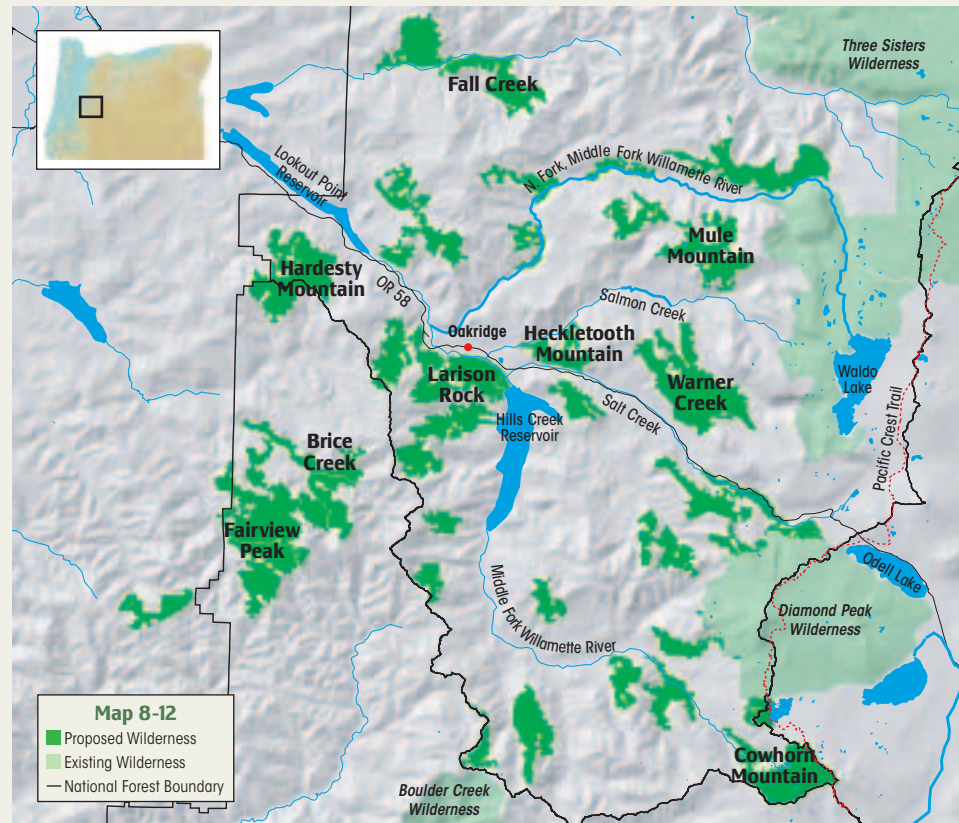 Three Sisters
Wilderness
Fall Creek
Lookout Point
Reservoir
N. Fork, Middle Fork Willamette River
Mule
Mountain
Hardesty
Mountain
OR 58
Salmon Creek
Oakridge
Heckletooth
Mountain
Larison
Rock
Warner
Creek
Waldo
Lake
Hills Creek
Reservoir
Salt Creek
Pacific Crest Trail
Brice
Creek
Fairview
Peak
Odell Lake
Middle Fork Willamette River
Diamond Peak
Wilderness
Map 8-12
Proposed Wilderness
Existing Wilderness
National Forest Boundary
Cowhorn
Mountain
Boulder Creek
Wilderness